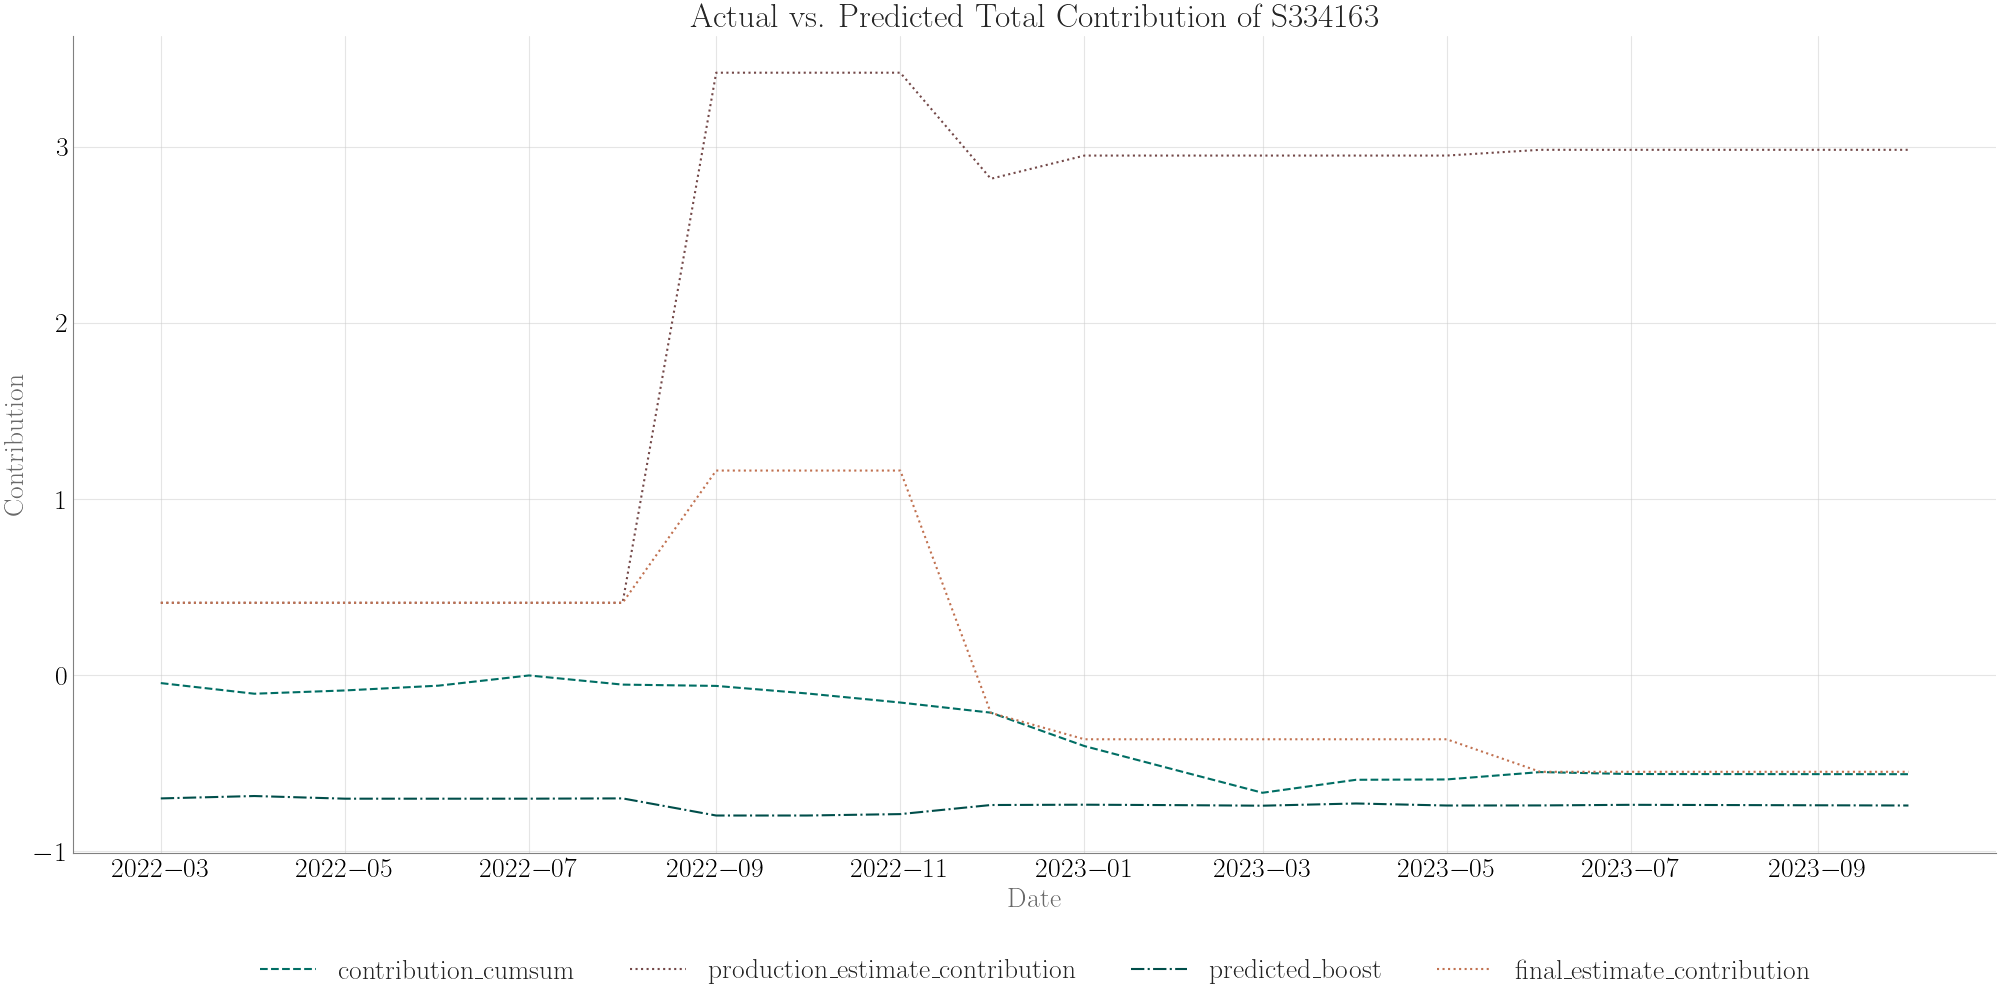 Actual vs. Predicted Total Contribution of S334163
3
2
1
0
−1
Contribution
2022−03 2022−05 2022−07 2022−09 2022−11 2023−01 2023−03 2023−05 2023−07 2023−09
Date
contribution_cumsum production_estimate_contribution predicted_boost final_estimate_contribution